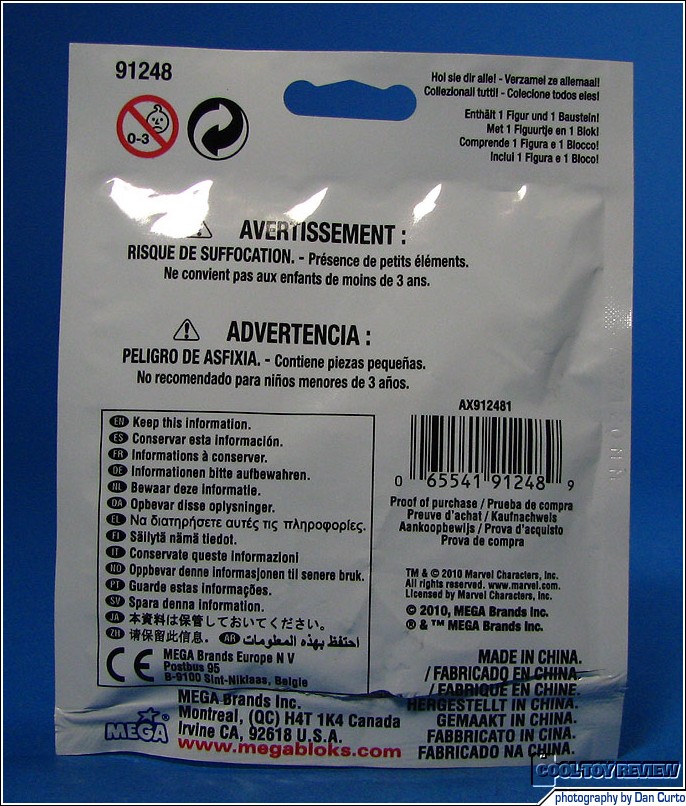 91248
Hol sie dir alle! - Verzamel ze allemaal!
Collezionali tutti! - Colecione todos eles!
Enthält 1 Figur und 1 Baustein!
Met 1 Figuurtje en 1 Blok!
Comprende 1 Figura e 1 Blocco!
Inclui 1 Figura e 1 Bloco!
0-3
AVERTISSEMENT :
RISQUE DE SUFFOCATION. - Présence de petits éléments.
Ne convient pas aux enfants de moins de 3 ans.
ADVERTENCIA :
PELIGRO DE ASFIXIA. - Contiene piezas pequeñas.
No recomendado para niños menores de 3 años.
EN Keep this information.
ES Conservar esta información.
FR Informations à conserver.
DE Informationen bitte aufbewahren.
NL Bewaar deze informatie.
DA Opbevar disse oplysninger.
EL Να διατηρήσετε αυτές τις πληροφορίες.
FI Säilytä nämä tiedot.
IT Conservate queste informazioni
NO Oppbevar denne informasjonen til senere bruk.
PT Guarde estas informações.
SV Spara denna information.
JA 本資料は保管しておいてください。
ZH 请保留此信息。 AR احتفظ بهذه المعلومات
CE MEGA Brands Europe N V
Postbus 95
B-9100 Sint-Niklaas, Belgie
AX912481
0 65541 91248 9
Proof of purchase / Prueba de compra
Preuve d'achat / Kaufnachweis
Aankoopbewijs / Prova d'acquisto
Prova de compra
TM & © 2010 Marvel Characters, Inc.
All rights reserved. www.marvel.com.
Licensed by Marvel Characters, Inc.
© 2010, MEGA Brands Inc.
® & ™ MEGA Brands Inc.
MADE IN CHINA.
/ FABRICADO EN CHINA.
/ FABRIQUÉ EN CHINE.
HERGESTELLT IN CHINA.
GEMAAKT IN CHINA.
FABBRICATO IN CINA.
FABRICADO NA CHINA.
MEGA®
MEGA Brands Inc.
Montreal, (QC) H4T 1K4 Canada
Irvine CA, 92618 U.S.A.
www.megabloks.com
COOL TOY REVIEW
photography by Dan Curto